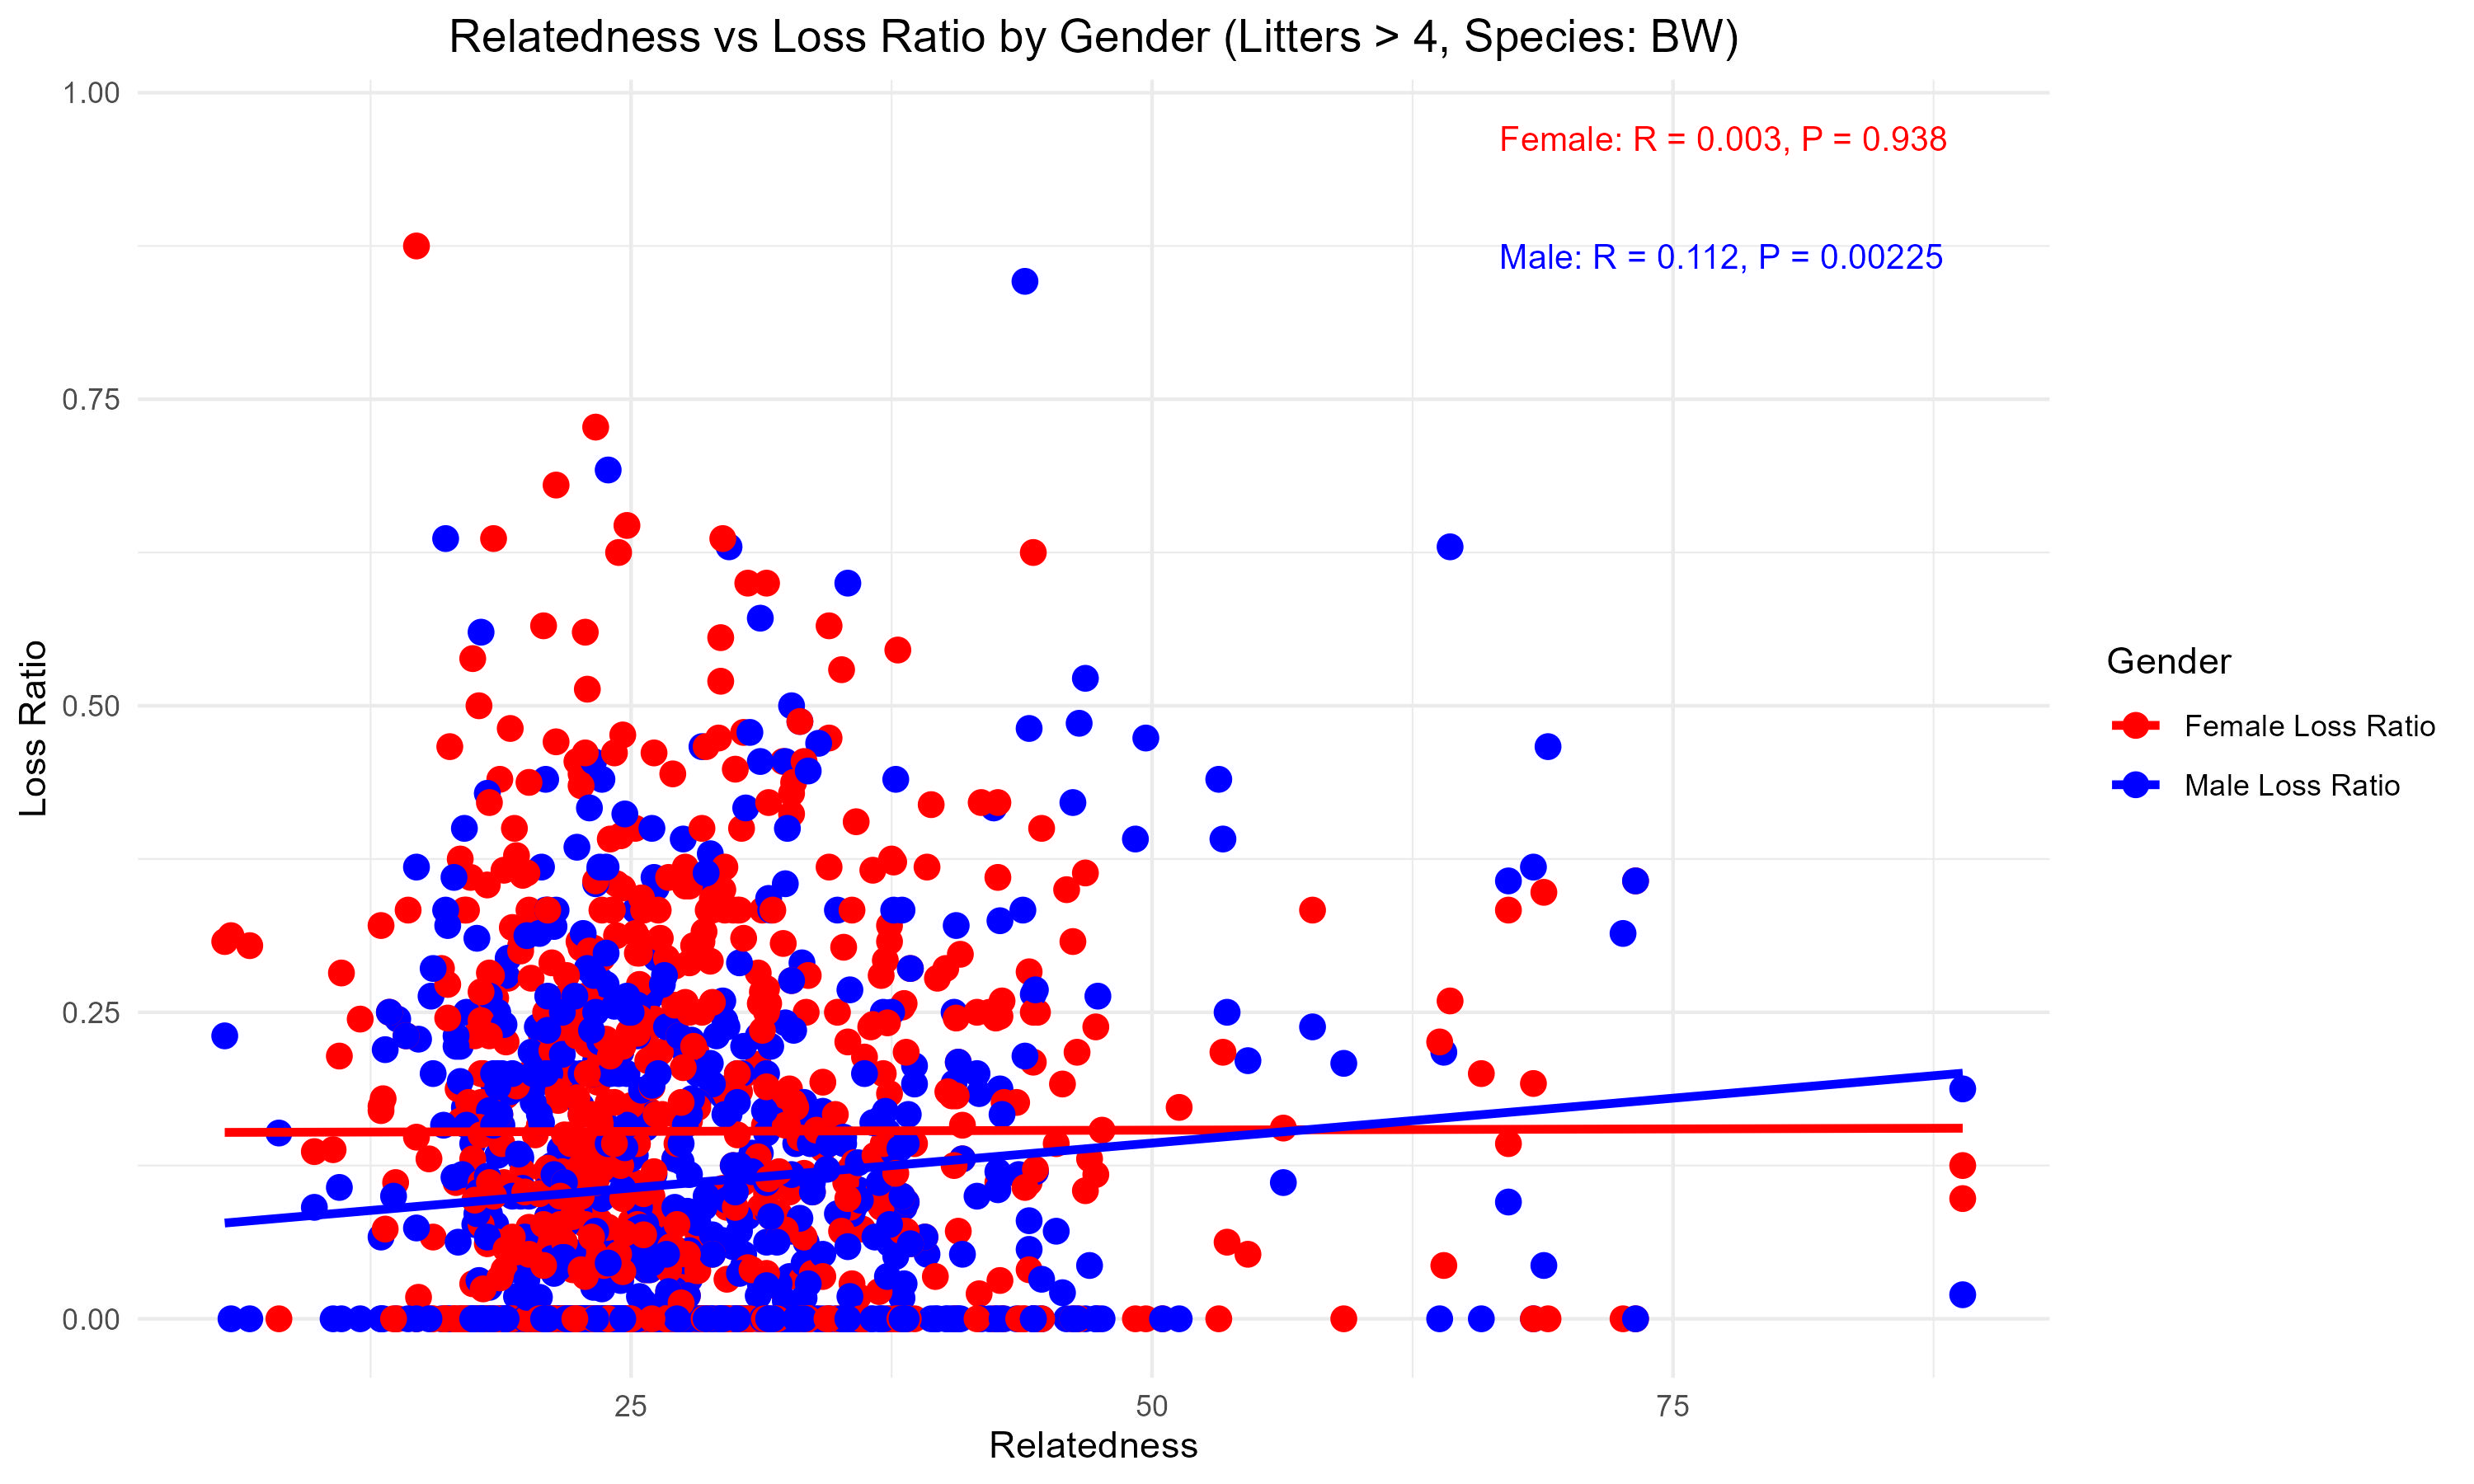 Relatedness vs Loss Ratio by Gender (Litters > 4, Species: BW)
1.00
0.75
0.50
0.25
0.00
Loss Ratio
Female: R = 0.003, P = 0.938
Male: R = 0.112, P = 0.00225
25
50
75
Relatedness
Gender
Female Loss Ratio
Male Loss Ratio